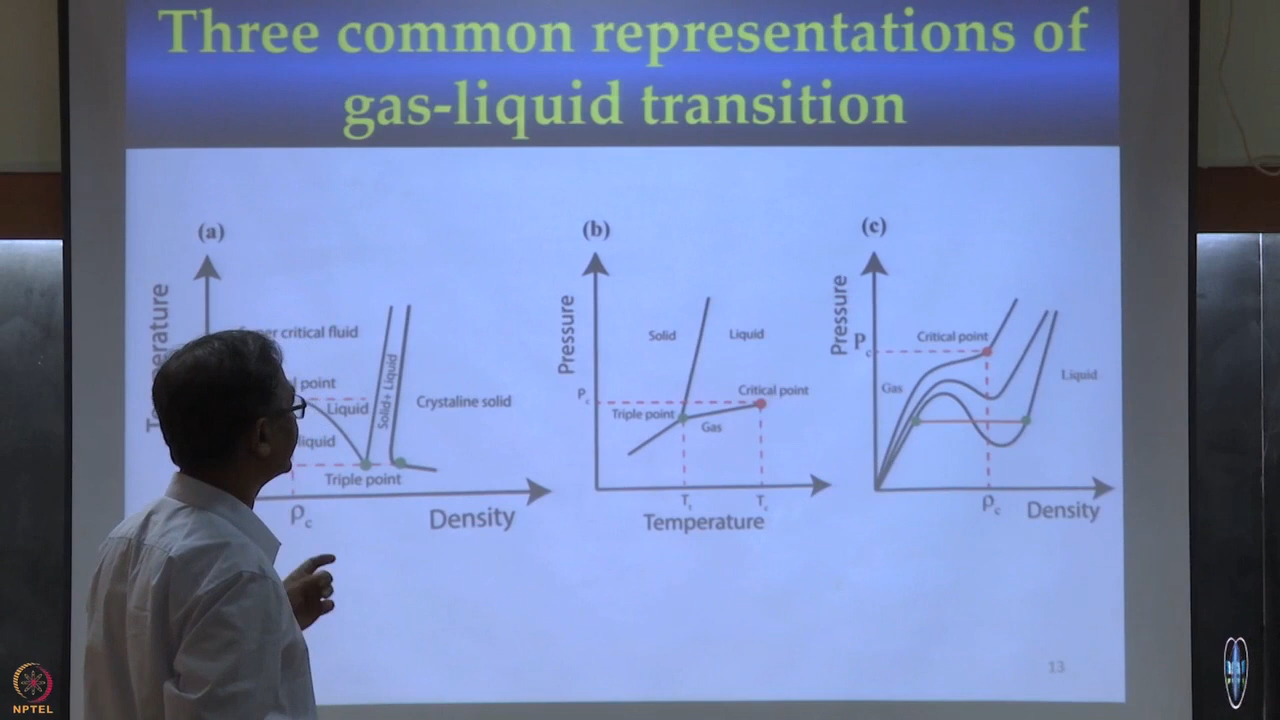 Three common representations of
gas-liquid transition
(a)
(b)
(c)
critical fluid
point
Liquid
liquid
Solid+ Liquid
Crystaline solid
Triple point
ρc
Density
Pressure
Solid
Liquid
Pc
Critical point
Triple point
Gas
Tt
Tc
Temperature
Pressure
Pc
Critical point
Gas
Liquid
ρc
Density
13
NPTEL